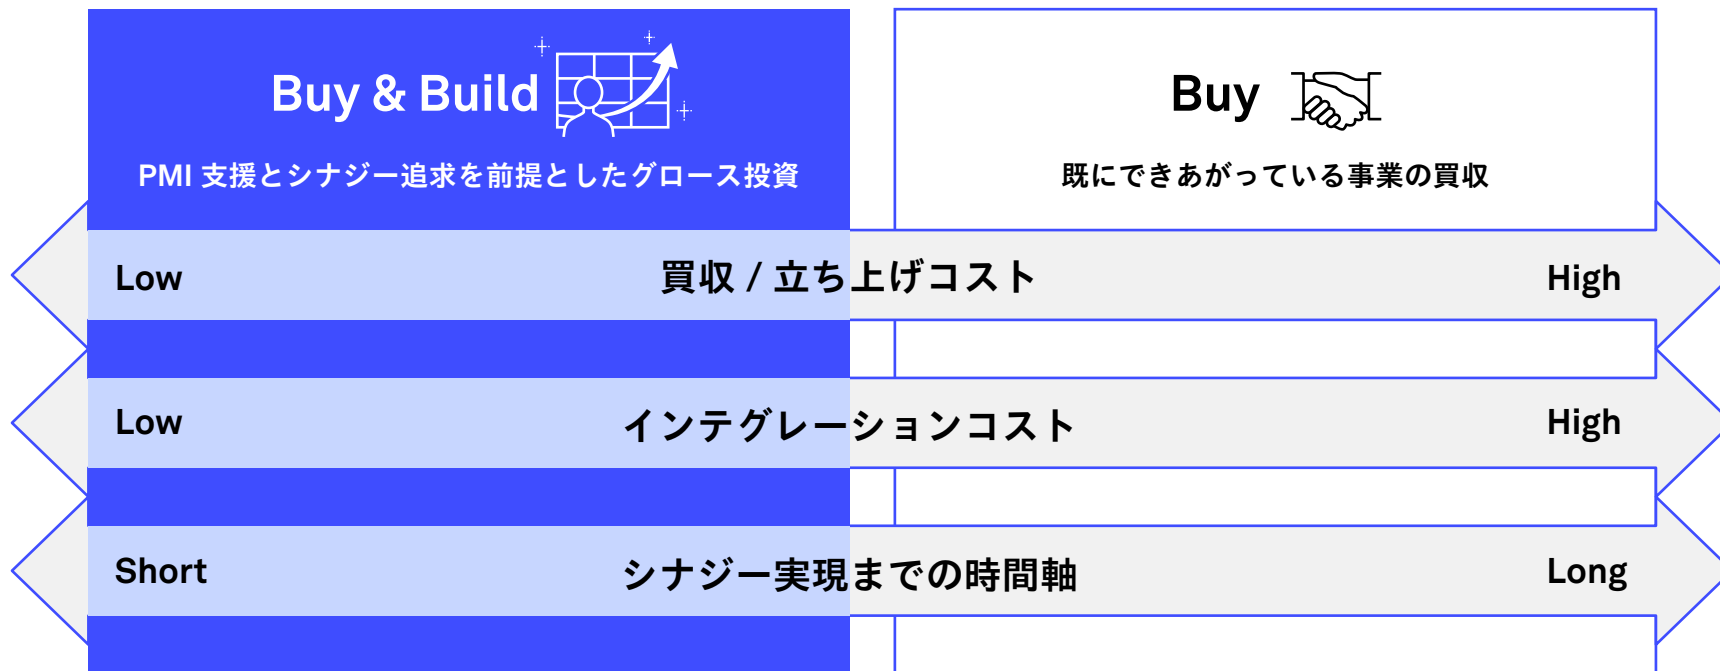 Buy & Build
PMI 支援とシナジー追求を前提としたグロース投資
Buy
既にできあがっている事業の買収
Low 買収 / 立ち上げコスト High
Low インテグレーションコスト High
Short シナジー実現までの時間軸 Long